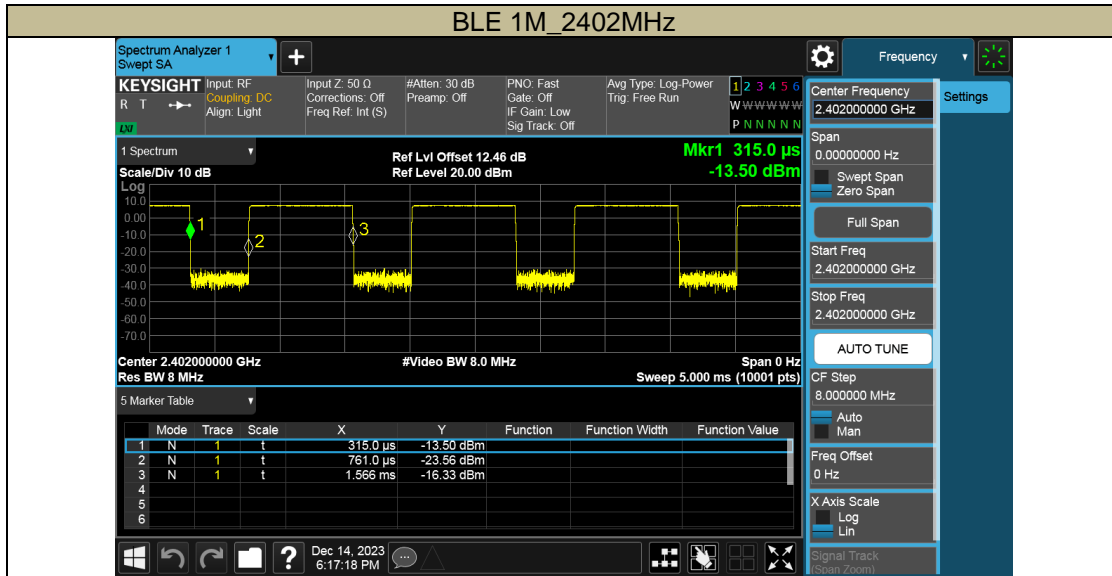 BLE 1M_2402MHz
Spectrum Analyzer 1
Swept SA
Frequency
KEYSIGHT
R T
LXI
Input: RF
Coupling: DC
Align: Light
Input Z: 50 Ω
Corrections: Off
Freq Ref: Int (S)
#Atten: 30 dB
Preamp: Off
PNO: Fast
Gate: Off
IF Gain: Low
Sig Track: Off
Avg Type: Log-Power
Trig: Free Run
1 2 3 4 5 6
W W W W W W
P N N N N N
1 Spectrum
Scale/Div 10 dB
Ref Lvl Offset 12.46 dB
Ref Level 20.00 dBm
Mkr1 315.0 µs
-13.50 dBm
Log
10.0
0.00
-10.0
-20.0
-30.0
-40.0
-50.0
-60.0
-70.0
1
2
3
Center 2.402000000 GHz
#Video BW 8.0 MHz
Span 0 Hz
Res BW 8 MHz
Sweep 5.000 ms (10001 pts)
5 Marker Table
Mode Trace Scale X Y Function Function Width Function Value
1 N 1 t 315.0 µs -13.50 dBm
2 N 1 t 761.0 µs -23.56 dBm
3 N 1 t 1.566 ms -16.33 dBm
4
5
6
Dec 14, 2023
6:17:18 PM
Center Frequency
2.402000000 GHz
Span
0.00000000 Hz
Swept Span
Zero Span
Full Span
Start Freq
2.402000000 GHz
Stop Freq
2.402000000 GHz
AUTO TUNE
CF Step
8.000000 MHz
Auto
Man
Freq Offset
0 Hz
X Axis Scale
Log
Lin
Signal Track
(Span Zoom)
Settings